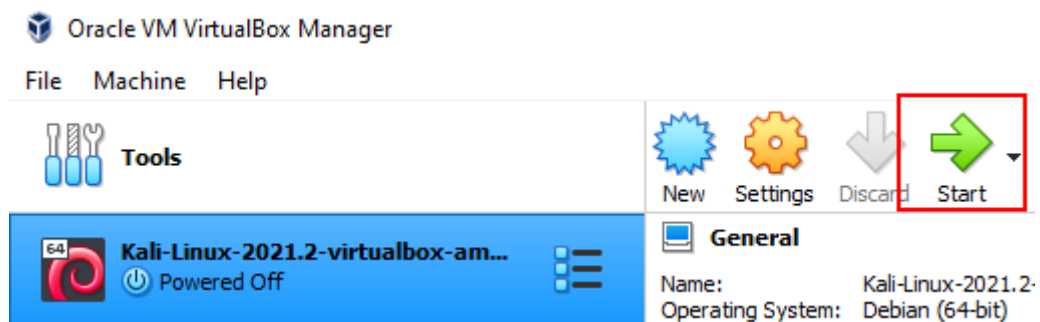 Oracle VM VirtualBox Manager
File Machine Help
Tools
New Settings Discard Start
64
Kali-Linux-2021.2-virtualbox-am...
Powered Off
General
Name: Kali-Linux-2021.2-
Operating System: Debian (64-bit)